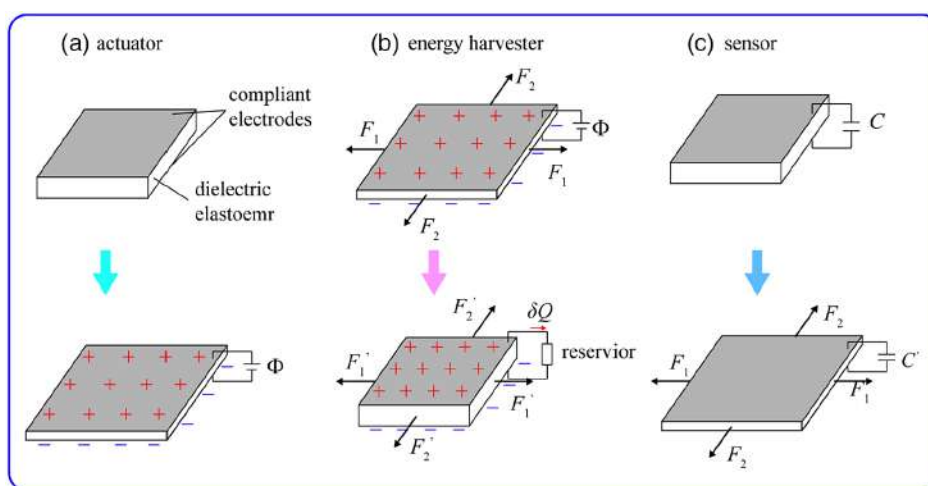 (a) actuator
compliant
electrodes
dielectric
elastoemr
Φ
(b) energy harvester
F₂
Φ
F₁
F₁
F₂
F₂'
δQ
reservior
F₁'
F₁'
F₂'
(c) sensor
C
F₂
C'
F₁
F₁
F₂